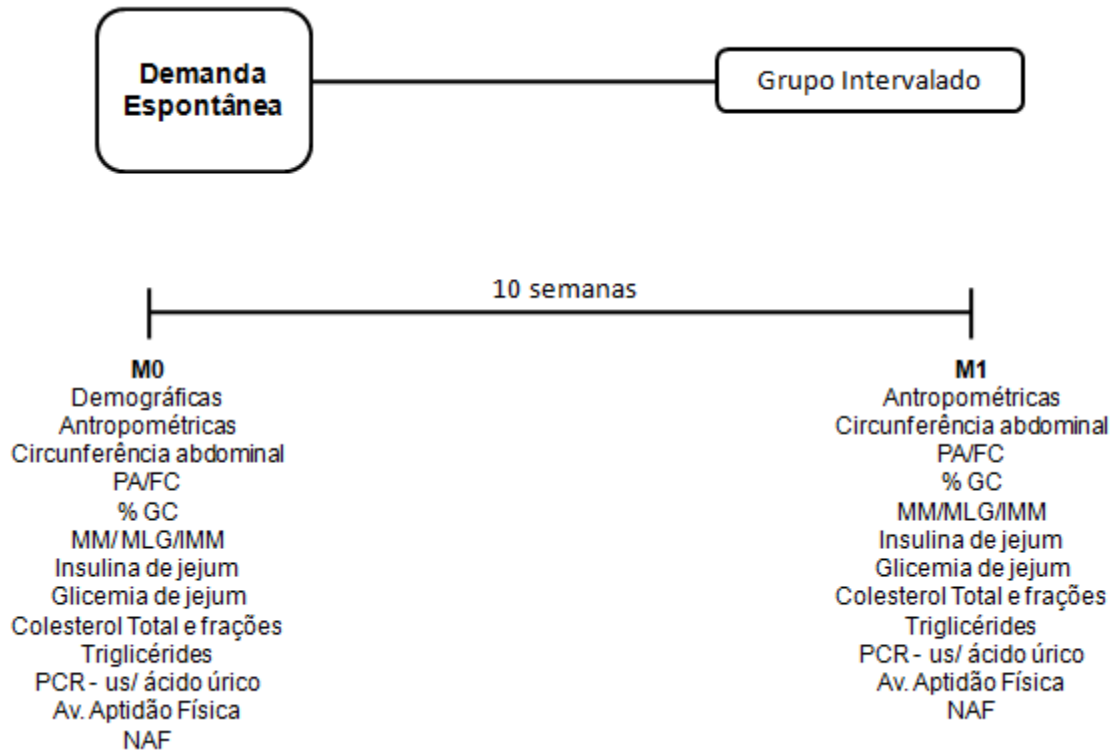 Demanda
Espontânea
Grupo Intervalado
10 semanas
M0
Demográficas
Antropométricas
Circunferência abdominal
PA/FC
% GC
MM/ MLG/IMM
Insulina de jejum
Glicemia de jejum
Colesterol Total e frações
Triglicérides
PCR - us/ ácido úrico
Av. Aptidão Física
NAF
M1
Antropométricas
Circunferência abdominal
PA/FC
% GC
MM/MLG/IMM
Insulina de jejum
Glicemia de jejum
Colesterol Total e frações
Triglicérides
PCR - us/ ácido úrico
Av. Aptidão Física
NAF